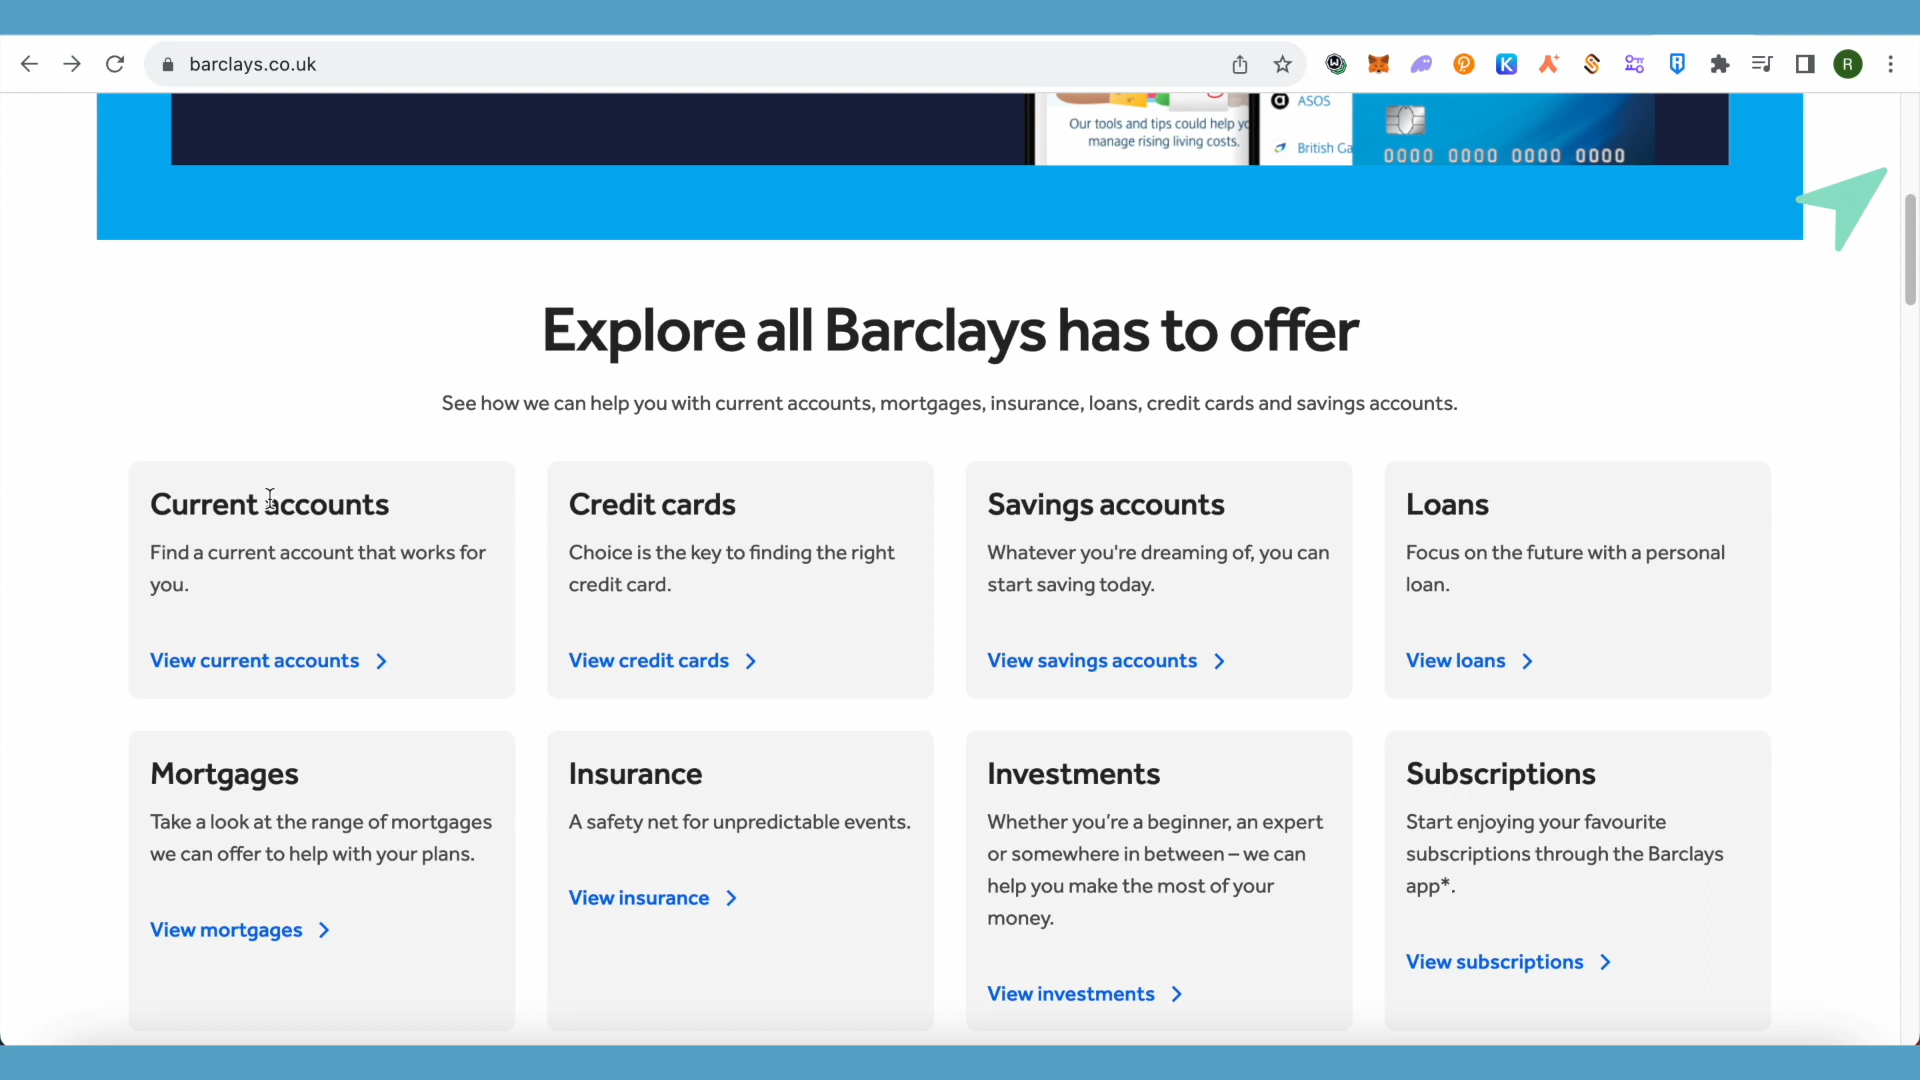 barclays.co.uk
R
ASOS
Our tools and tips could help
manage rising living costs.
British
0000 0000 0000 0000
Explore all Barclays has to offer
See how we can help you with current accounts, mortgages, insurance, loans, credit cards and savings accounts.
Current accounts
Find a current account that works for
you.
View current accounts
Credit cards
Choice is the key to finding the right
credit card.
View credit cards
Savings accounts
Whatever you're dreaming of, you can
start saving today.
View savings accounts
Loans
Focus on the future with a personal
loan.
View loans
Mortgages
Take a look at the range of mortgages
we can offer to help with your plans.
View mortgages
Insurance
A safety net for unpredictable events.
View insurance
Investments
Whether you’re a beginner, an expert
or somewhere in between – we can
help you make the most of your
money.
View investments
Subscriptions
Start enjoying your favourite
subscriptions through the Barclays
app*.
View subscriptions